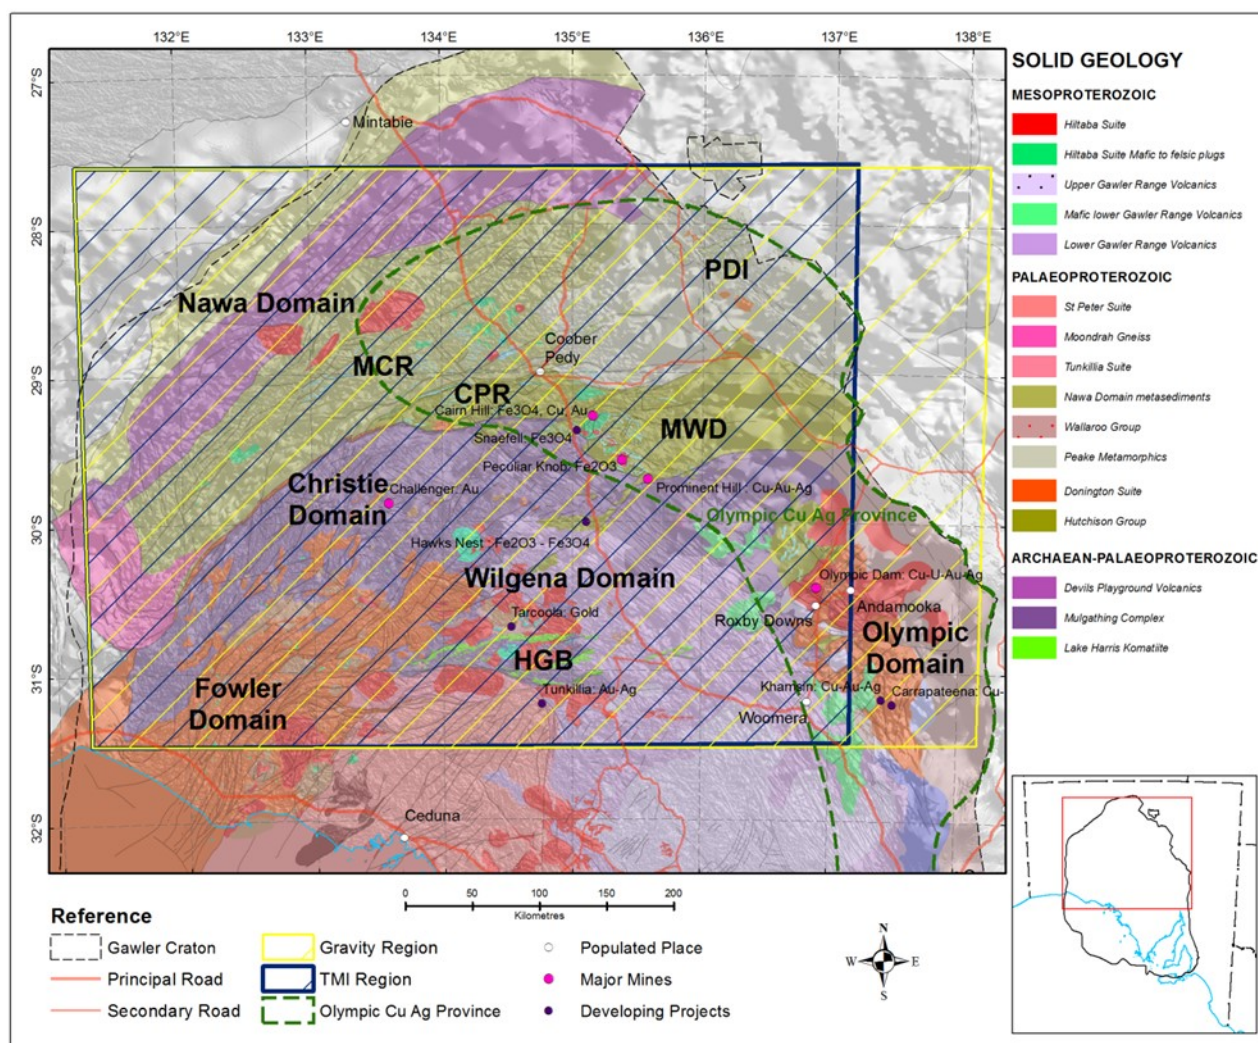 132°E
133°E
134°E
135°E
136°E
137°E
138°E
27°S
28°S
29°S
30°S
31°S
32°S
Mintabie
PDI
Nawa Domain
Coober
Pedy
MCR
CPR
Cairn Hill: Fe3O4, Cu, Au
MWD
Snaefell: Fe3O4
Peculiar Knob: Fe2O3
Prominent Hill : Cu-Au-Ag
Christie
Domain
Challenger: Au
Olympic Cu Ag Province
Hawks Nest : Fe2O3 - Fe3O4
Wilgena Domain
Olympic Dam: Cu-U-Au-Ag
Andamooka
Tarcoola: Gold
Roxby Downs
Olympic
Domain
HGB
Fowler
Domain
Tunkillia: Au-Ag
Khamsin: Cu-Au-Ag
Carrapateena: Cu-
Woomera
Ceduna
SOLID GEOLOGY
MESOPROTEROZOIC
Hiltaba Suite
Hiltaba Suite Mafic to felsic plugs
Upper Gawler Range Volcanics
Mafic lower Gawler Range Volcanics
Lower Gawler Range Volcanics
PALAEOPROTEROZOIC
St Peter Suite
Moondrah Gneiss
Tunkillia Suite
Nawa Domain metasediments
Wallaroo Group
Peake Metamorphics
Donington Suite
Hutchison Group
ARCHAEAN-PALAEOPROTEROZOIC
Devils Playground Volcanics
Mulgathing Complex
Lake Harris Komatiite
0 50 100 150 200
Kilometres
Reference
Gawler Craton
Principal Road
Secondary Road
Gravity Region
TMI Region
Olympic Cu Ag Province
Populated Place
Major Mines
Developing Projects
N
W
E
S